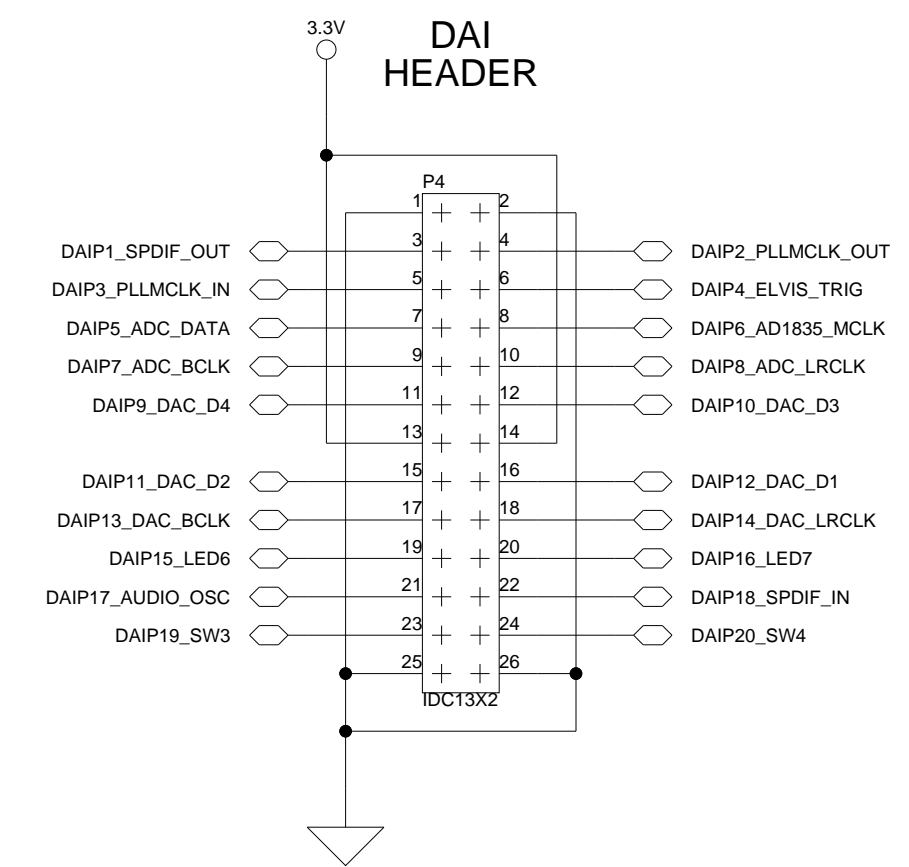 3.3V
DAI
HEADER
P4
1 2
DAIP1_SPDIF_OUT 3 4 DAIP2_PLLMCLK_OUT
DAIP3_PLLMCLK_IN 5 6 DAIP4_ELVIS_TRIG
DAIP5_ADC_DATA 7 8 DAIP6_AD1835_MCLK
DAIP7_ADC_BCLK 9 10 DAIP8_ADC_LRCLK
DAIP9_DAC_D4 11 12 DAIP10_DAC_D3
13 14
DAIP11_DAC_D2 15 16 DAIP12_DAC_D1
DAIP13_DAC_BCLK 17 18 DAIP14_DAC_LRCLK
DAIP15_LED6 19 20 DAIP16_LED7
DAIP17_AUDIO_OSC 21 22 DAIP18_SPDIF_IN
DAIP19_SW3 23 24 DAIP20_SW4
25 26
IDC13X2